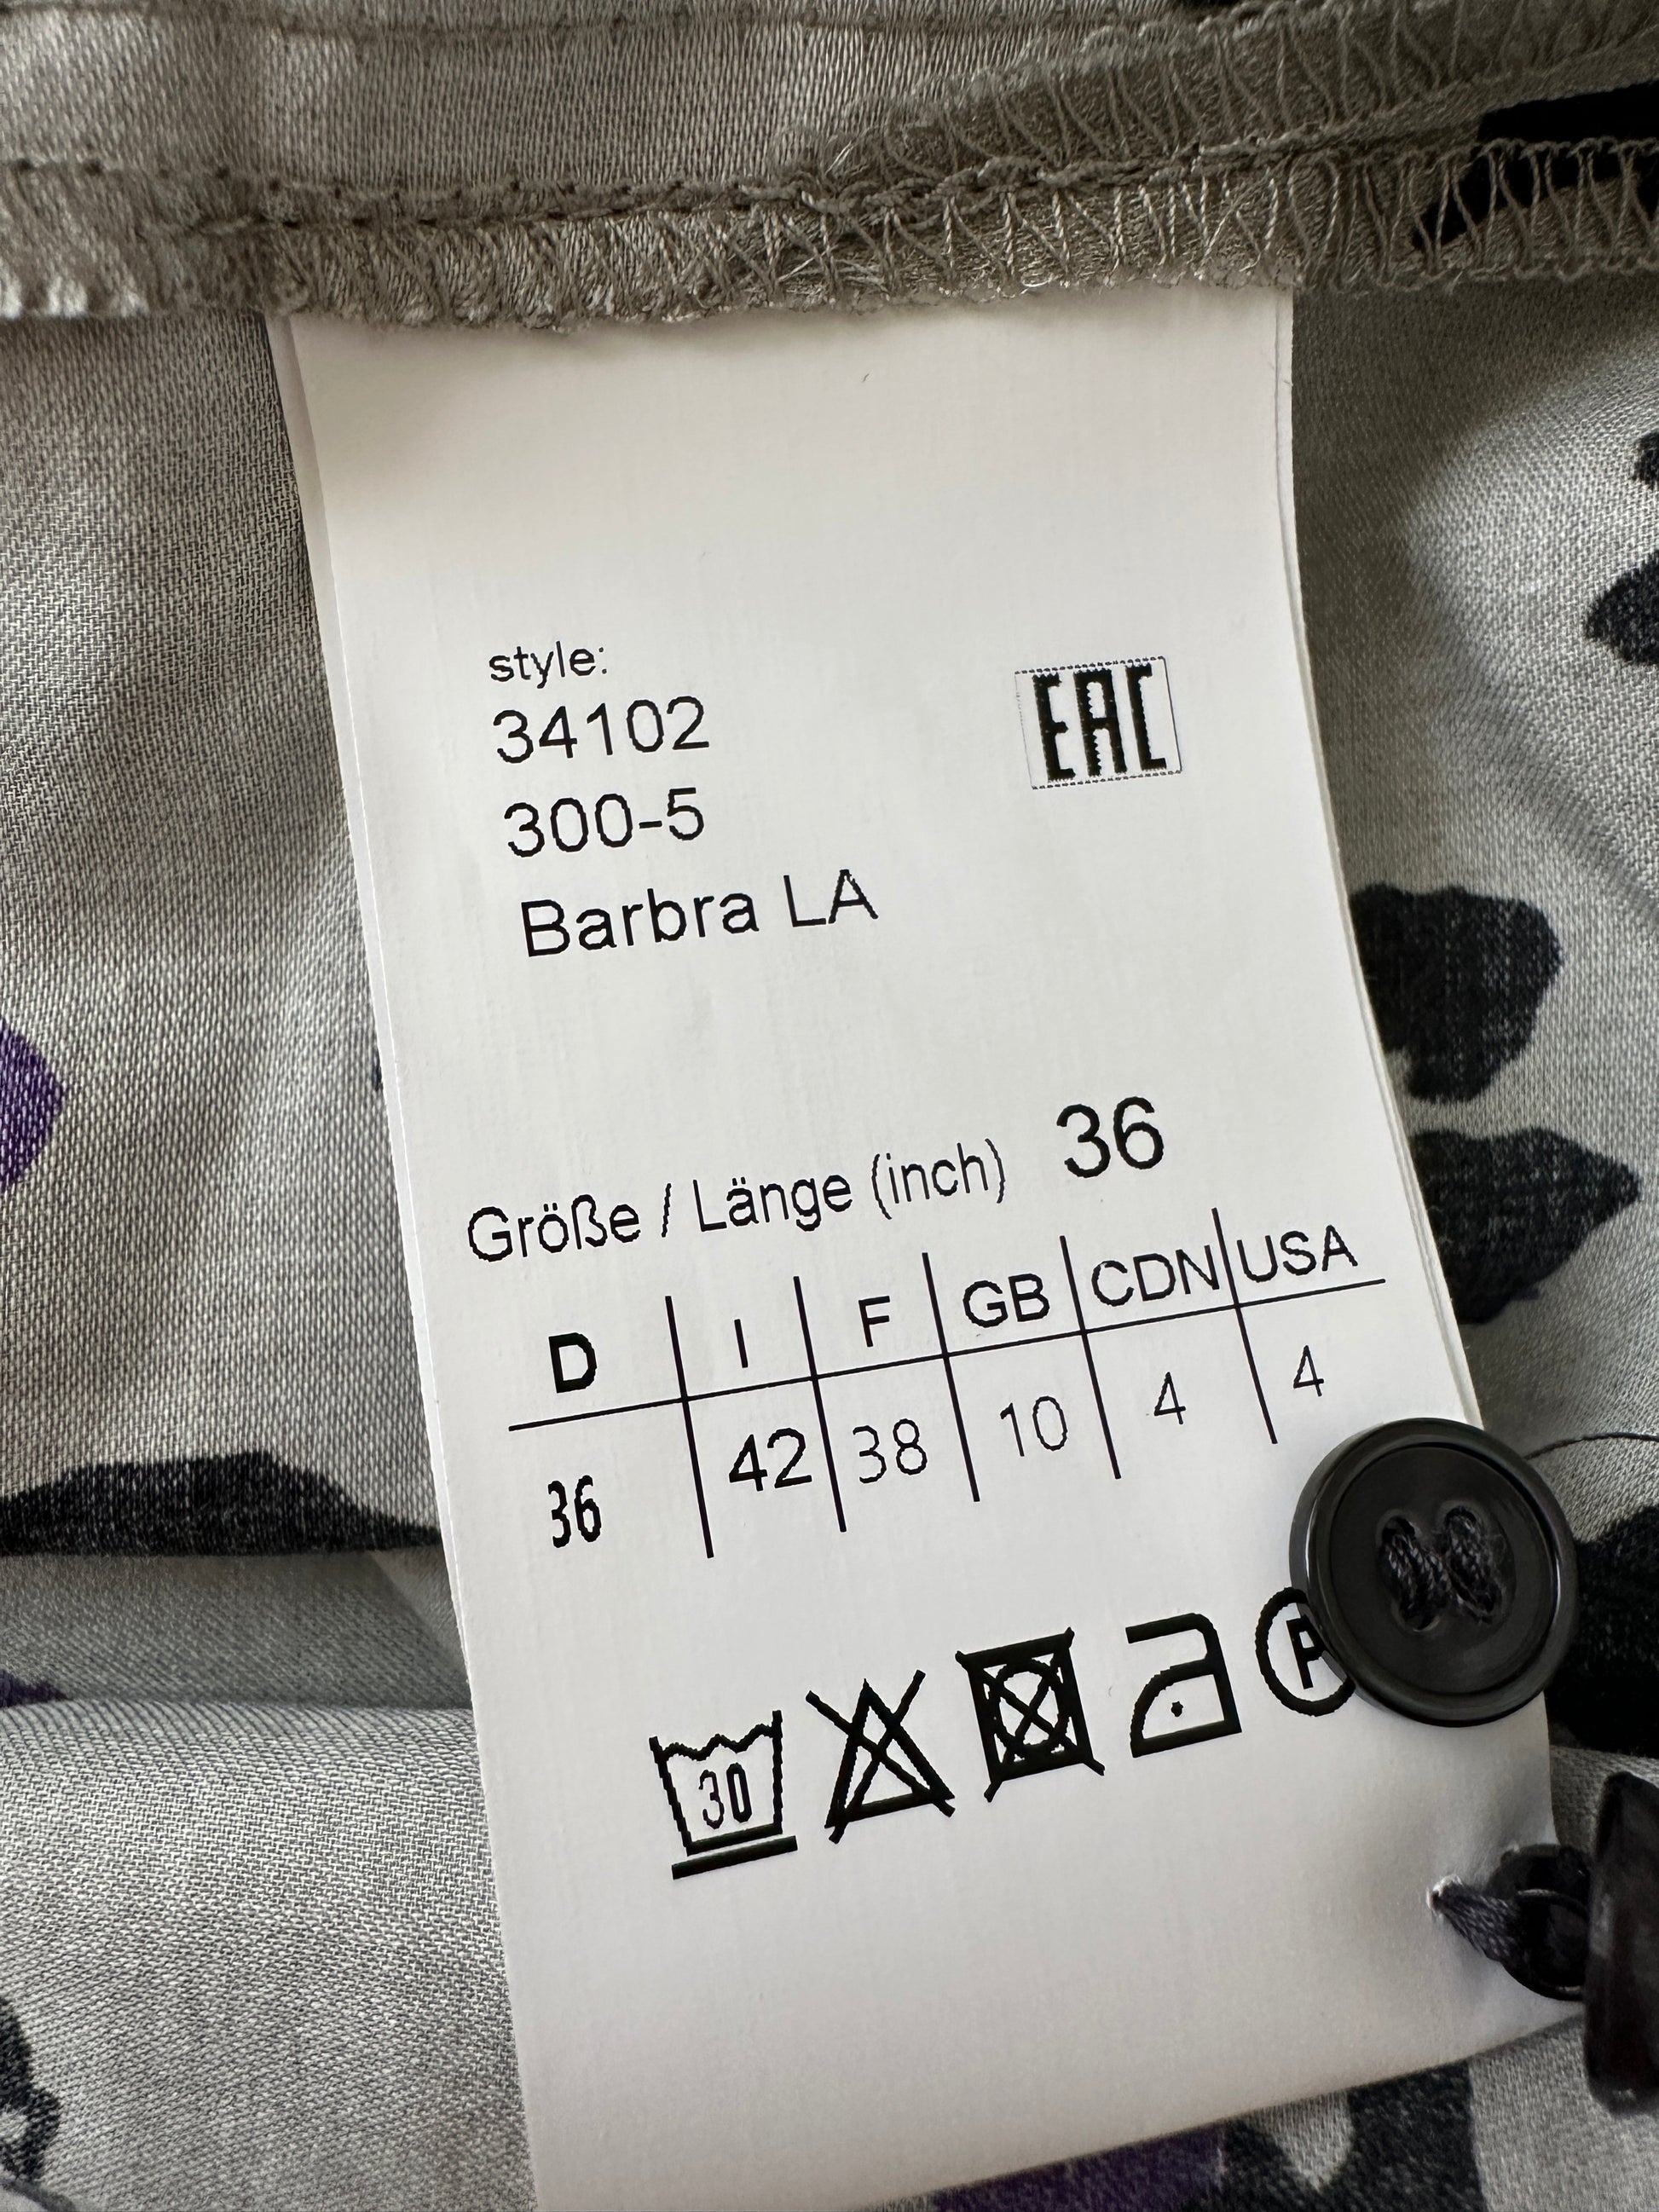 style:
34102
EAC
300-5
Barbra LA
Größe / Länge (inch) 36
D I F GB CDN USA
36 42 38 10 4 4
30
P